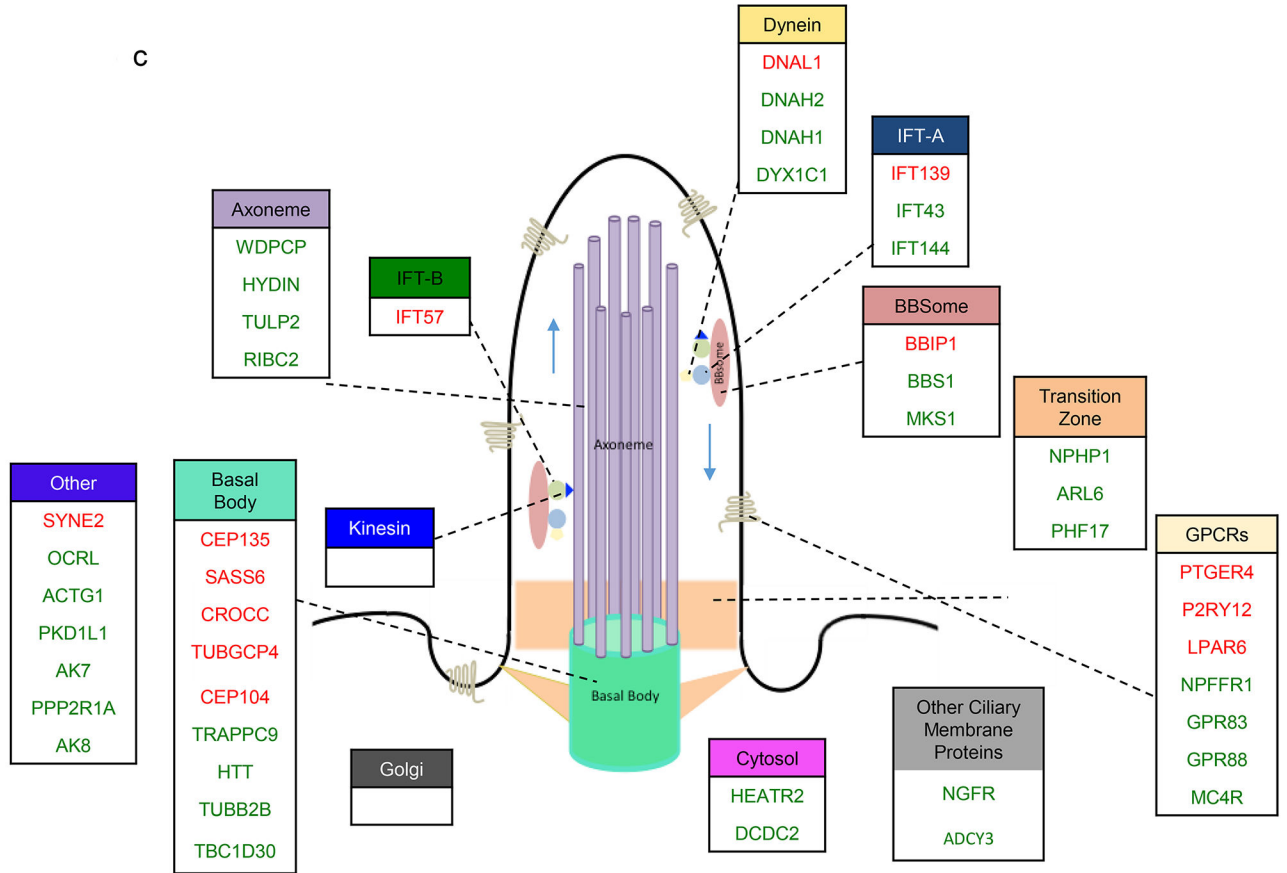 c
Dynein
DNAL1
DNAH2
DNAH1
DYX1C1
IFT-A
IFT139
IFT43
IFT144
Axoneme
WDPCP
HYDIN
TULP2
RIBC2
IFT-B
IFT57
BBSome
BBIP1
BBS1
MKS1
BBsome
Transition
Zone
NPHP1
ARL6
PHF17
Axoneme
Other
SYNE2
OCRL
ACTG1
PKD1L1
AK7
PPP2R1A
AK8
Basal
Body
CEP135
SASS6
CROCC
TUBGCP4
CEP104
TRAPPC9
HTT
TUBB2B
TBC1D30
Kinesin
GPCRs
PTGER4
P2RY12
LPAR6
NPFFR1
GPR83
GPR88
MC4R
Basal Body
Golgi
Cytosol
HEATR2
DCDC2
Other Ciliary
Membrane
Proteins
NGFR
ADCY3